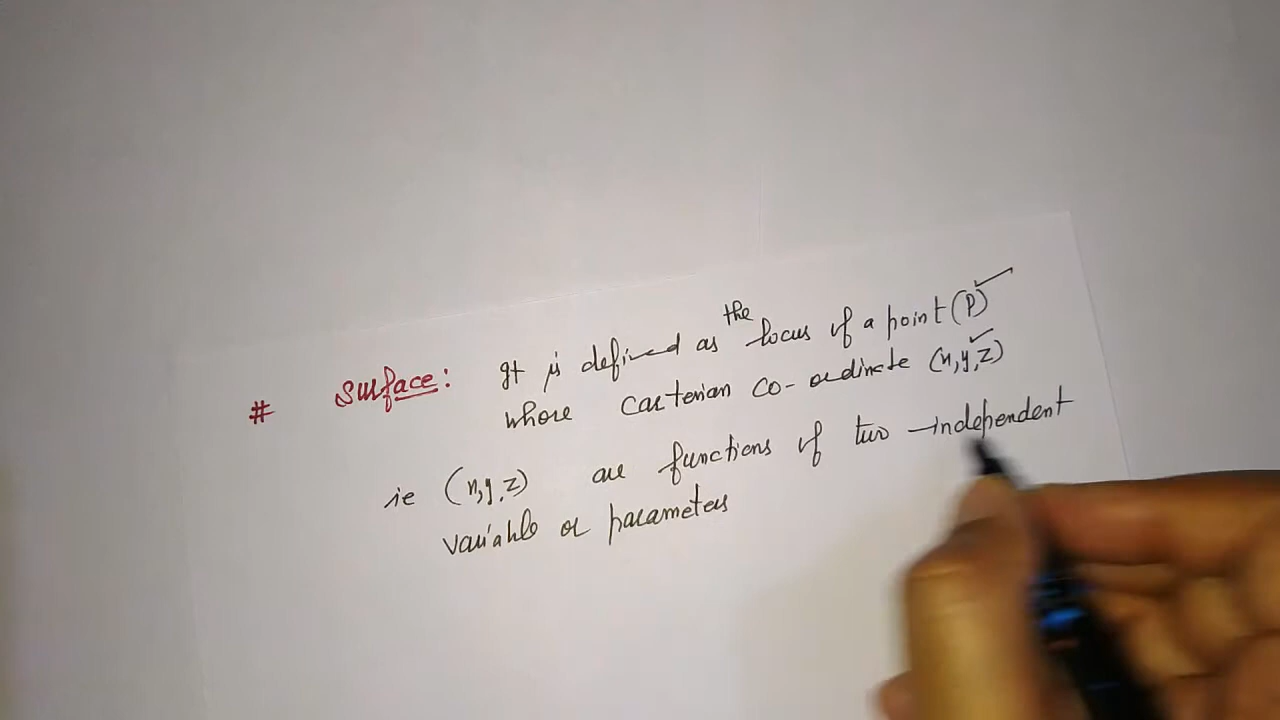 # Surface: It is defined as the locus of a point (P)
whose cartesian co-ordinate (x,y,z)
ie (x,y,z) are functions of two independent
variable or parameters